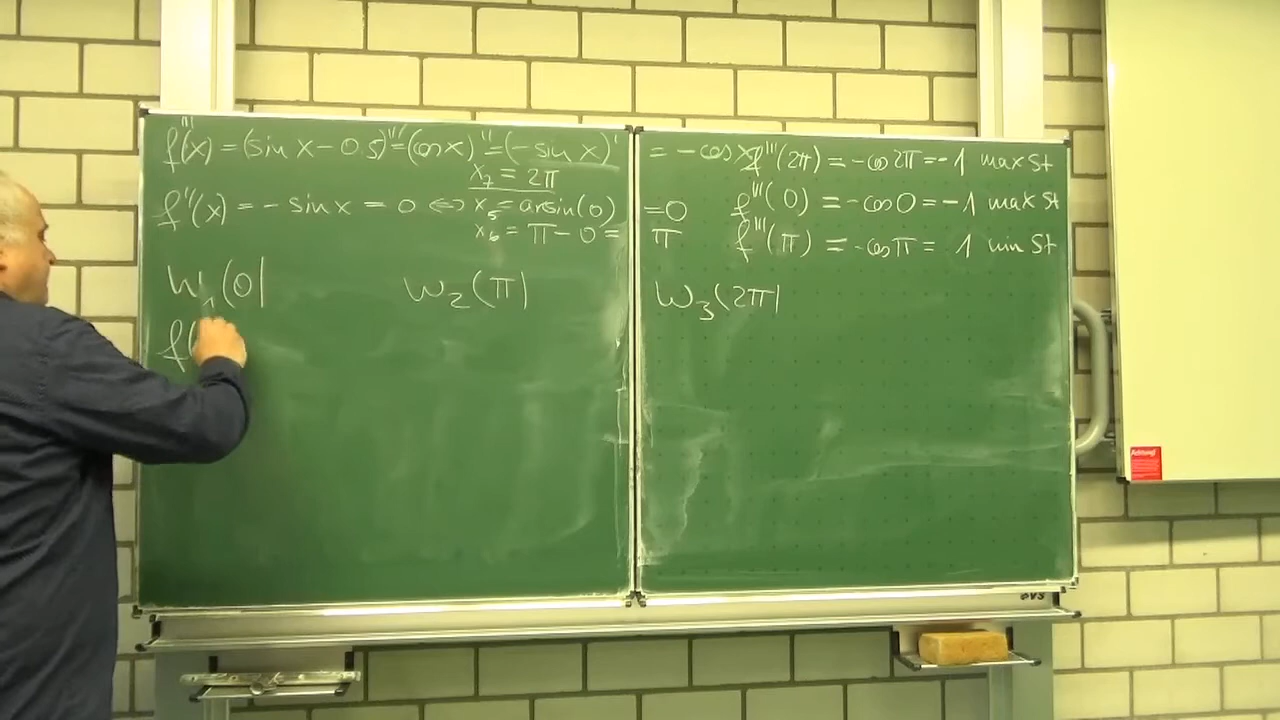 f'''(x) = (sin x - 0.5)''' = (cos x)'' = (- sin x)' = - cos x
f'''(2π) = - cos 2π = -1 max St
x₇ = 2π
f''(x) = - sin x = 0 ⇔ x₅ = arsin(0) = 0
f'''(0) = - cos 0 = -1 max St
x₆ = π - 0 = π
f'''(π) = - cos π = 1 min St
W₁(0|
W₂(π|
W₃(2π|
f(
Achtung!